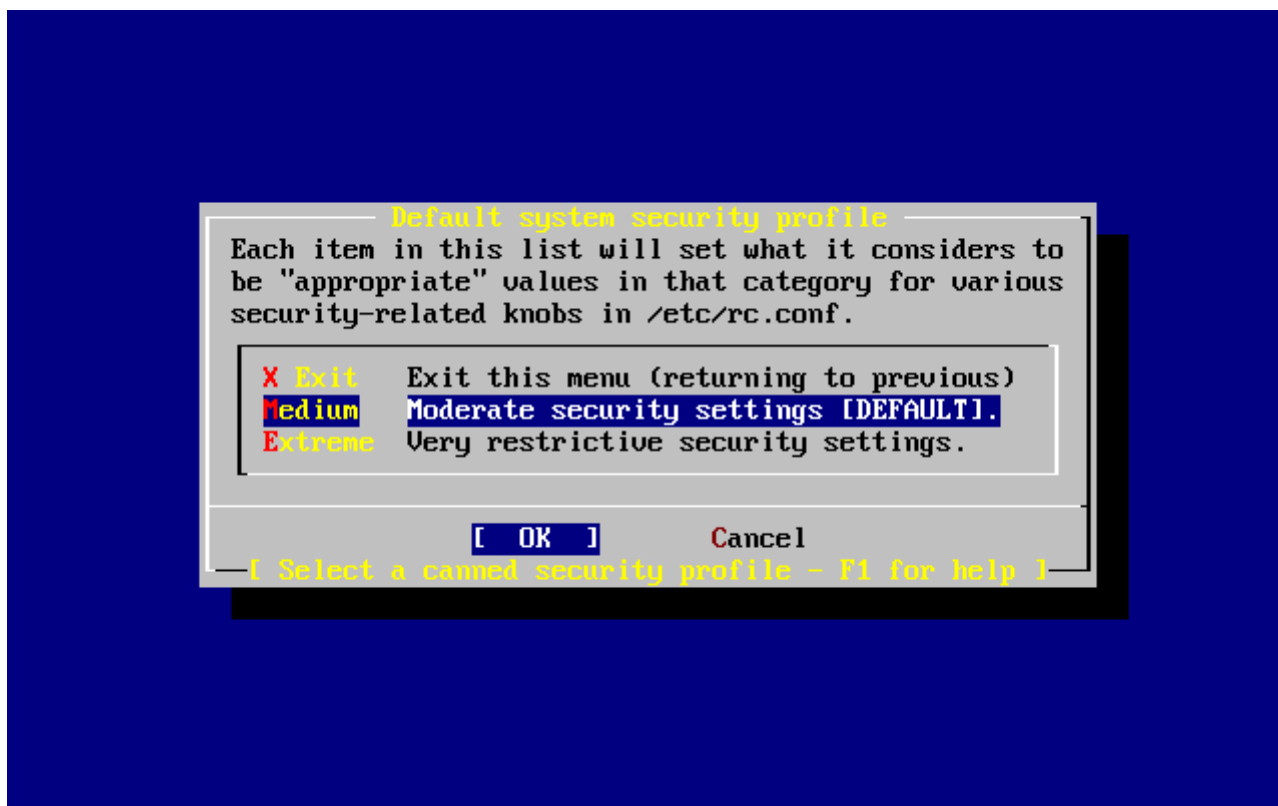 Default system security profile
Each item in this list will set what it considers to
be "appropriate" values in that category for various
security-related knobs in /etc/rc.conf.
X Exit Exit this menu (returning to previous)
Medium Moderate security settings [DEFAULT].
Extreme Very restrictive security settings.
[ OK ] Cancel
[ Select a canned security profile - F1 for help ]